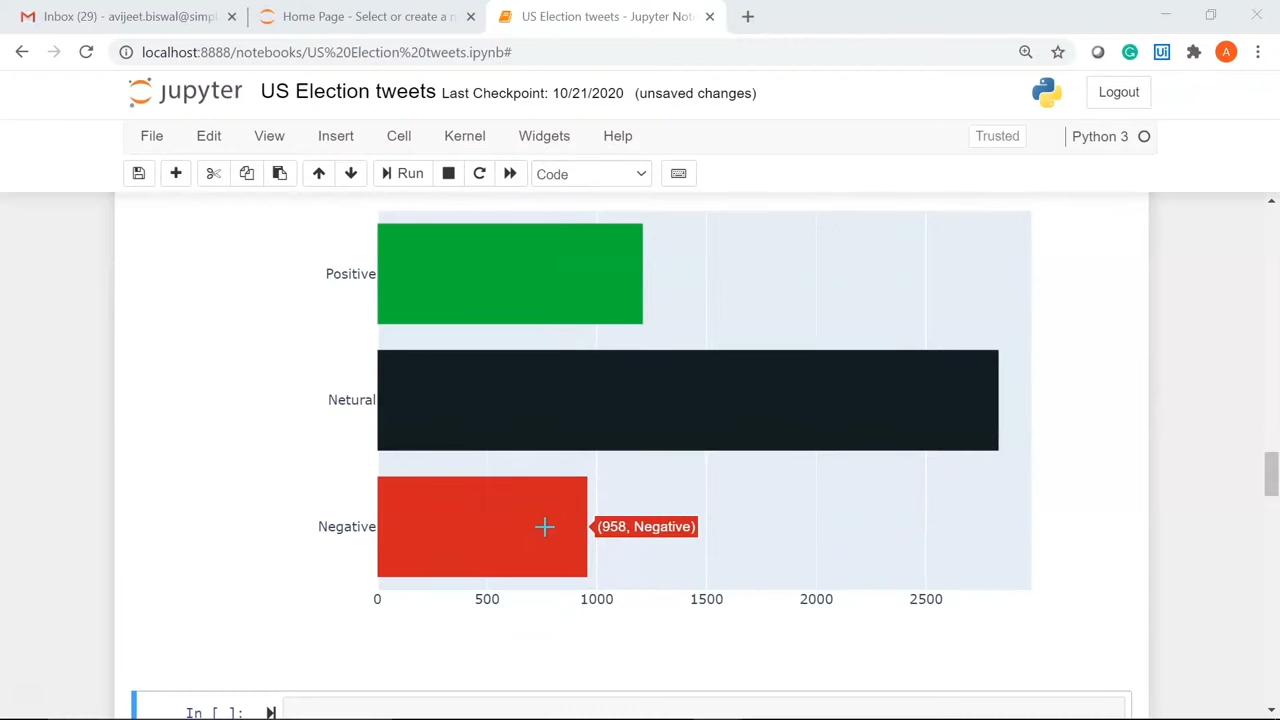 Inbox (29) - avijeet.biswal@simpl
Home Page - Select or create a n
US Election tweets - Jupyter Not
localhost:8888/notebooks/US%20Election%20tweets.ipynb#
Ui
A
jupyter US Election tweets Last Checkpoint: 10/21/2020 (unsaved changes)
Logout
File Edit View Insert Cell Kernel Widgets Help
Trusted
Python 3
Run
Code
Positive
Netural
Negative
(958, Negative)
0 500 1000 1500 2000 2500
In [ ]: